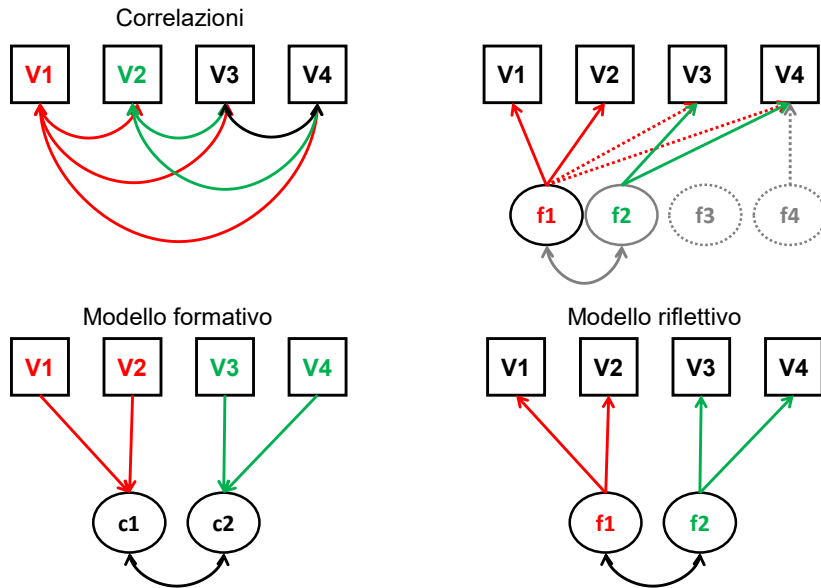 Correlazioni
V1 V2 V3 V4
V1 V2 V3 V4
f1 f2 f3 f4
Modello formativo
V1 V2 V3 V4
c1 c2
Modello riflettivo
V1 V2 V3 V4
f1 f2